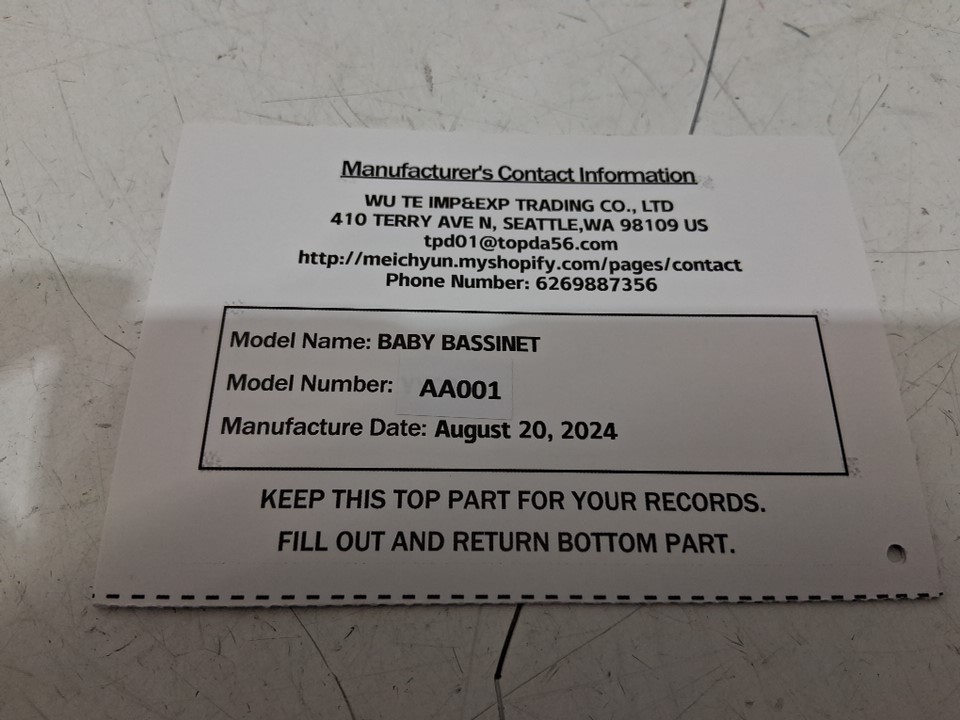 Manufacturer's Contact Information
WU TE IMP&EXP TRADING CO., LTD
410 TERRY AVE N, SEATTLE,WA 98109 US
tpd01@topda56.com
http://meichyun.myshopify.com/pages/contact
Phone Number: 6269887356
Model Name: BABY BASSINET
Model Number: AA001
Manufacture Date: August 20, 2024
KEEP THIS TOP PART FOR YOUR RECORDS.
FILL OUT AND RETURN BOTTOM PART.